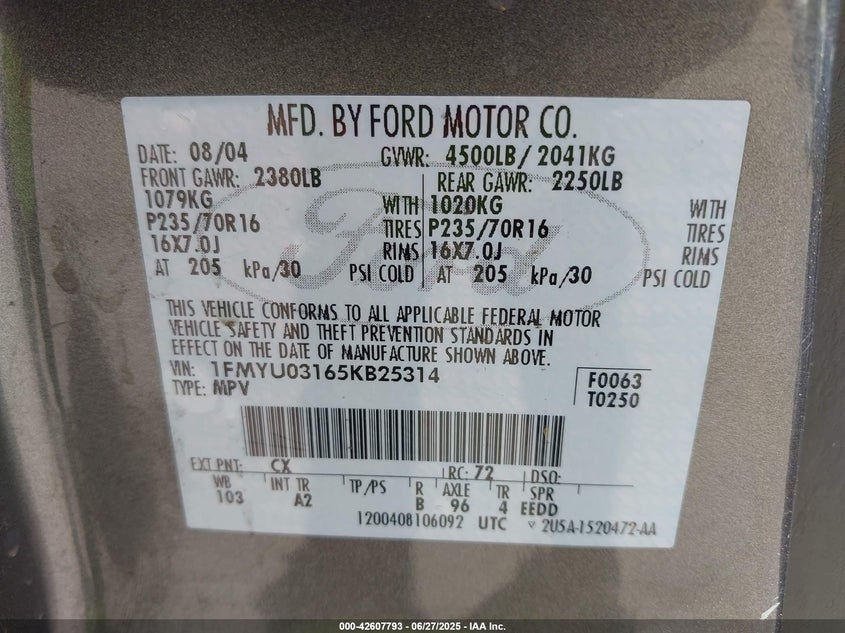 MFD. BY FORD MOTOR CO.
DATE: 08/04 GVWR: 4500LB/ 2041KG
FRONT GAWR: 2380LB REAR GAWR: 2250LB
1079KG WITH 1020KG WITH
P235/70R16 TIRES P235/70R16 TIRES
16X7.0J RIMS 16X7.0J RIMS
AT 205 kPa/30 PSI COLD AT 205 kPa/30 PSI COLD
THIS VEHICLE CONFORMS TO ALL APPLICABLE FEDERAL MOTOR
VEHICLE SAFETY AND THEFT PREVENTION STANDARDS IN
EFFECT ON THE DATE OF MANUFACTURE SHOWN ABOVE.
VIN: 1FMYU03165KB25314 F0063
TYPE: MPV T0250
EXT PNT: CX RC: 72 DSO:
WB INT TR TP/PS R AXLE TR SPR
103 A2 B 96 4 EEDD
1200408106092 UTC 2U5A-1520472-AA
Ford
000-42607793 - 06/27/2025 - IAA Inc.